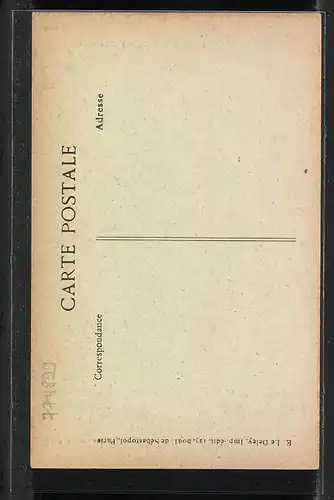 CARTE POSTALE
Correspondance
Adresse
E. Le Deley, Imp.-édit. 127, boul. de Sébastopol, Paris